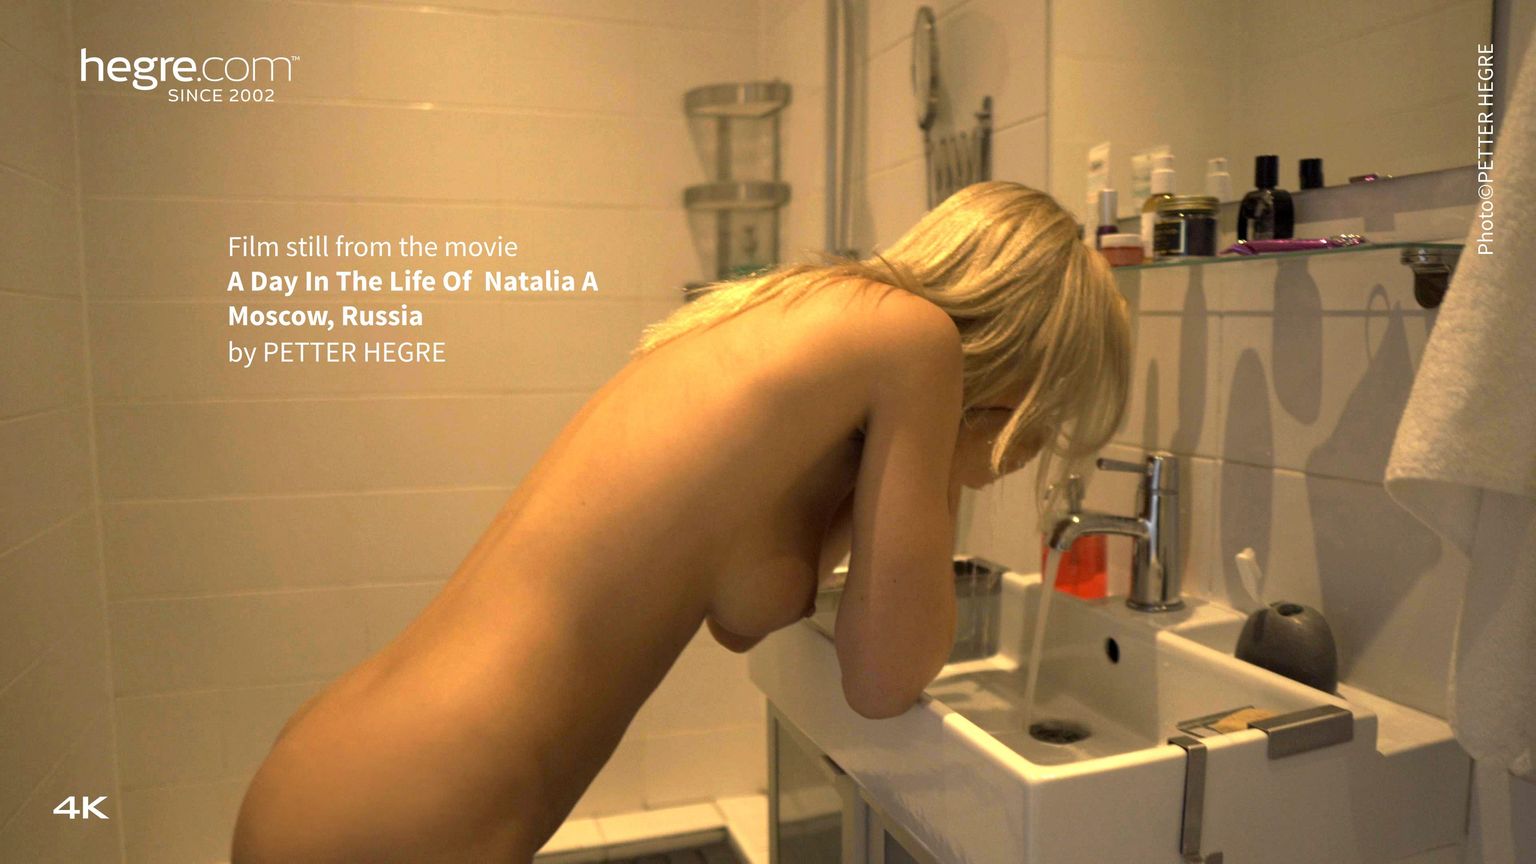 hegre.com™
SINCE 2002
Film still from the movie
A Day In The Life Of Natalia A
Moscow, Russia
by PETTER HEGRE
Photo©PETTER HEGRE
4K